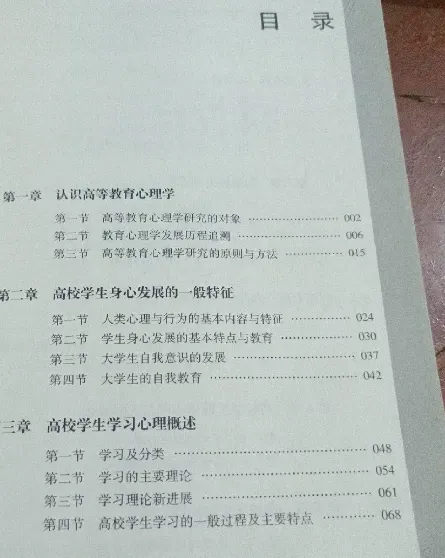 目 录
第一章 认识高等教育心理学
第一节 高等教育心理学研究的对象 ………………… 002
第二节 教育心理学发展历程追溯 ………………… 006
第三节 高等教育心理学研究的原则与方法 ………………… 015
第二章 高校学生身心发展的一般特征
第一节 人类心理与行为的基本内容与特征 ………………… 024
第二节 学生身心发展的基本特点与教育 ………………… 030
第三节 大学生自我意识的发展 ………………… 037
第四节 大学生的自我教育 ………………… 042
三章 高校学生学习心理概述
第一节 学习及分类 ………………… 048
第二节 学习的主要理论 ………………… 054
第三节 学习理论新进展 ………………… 061
第四节 高校学生学习的一般过程及主要特点 ………………… 068